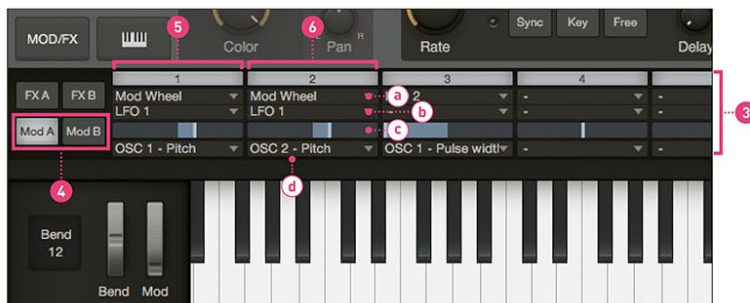 5
6
MOD/FX
Color
L
R
Pan
Rate
Sync
Key
Free
Delay
1
2
3
4
FX A
FX B
Mod Wheel
Mod Wheel
a
2
-
-
LFO 1
LFO 1
b
-
-
3
Mod A
Mod B
c
OSC 1 - Pitch
OSC 2 - Pitch
OSC 1 - Pulse widtl
-
-
4
d
Bend
12
Bend
Mod